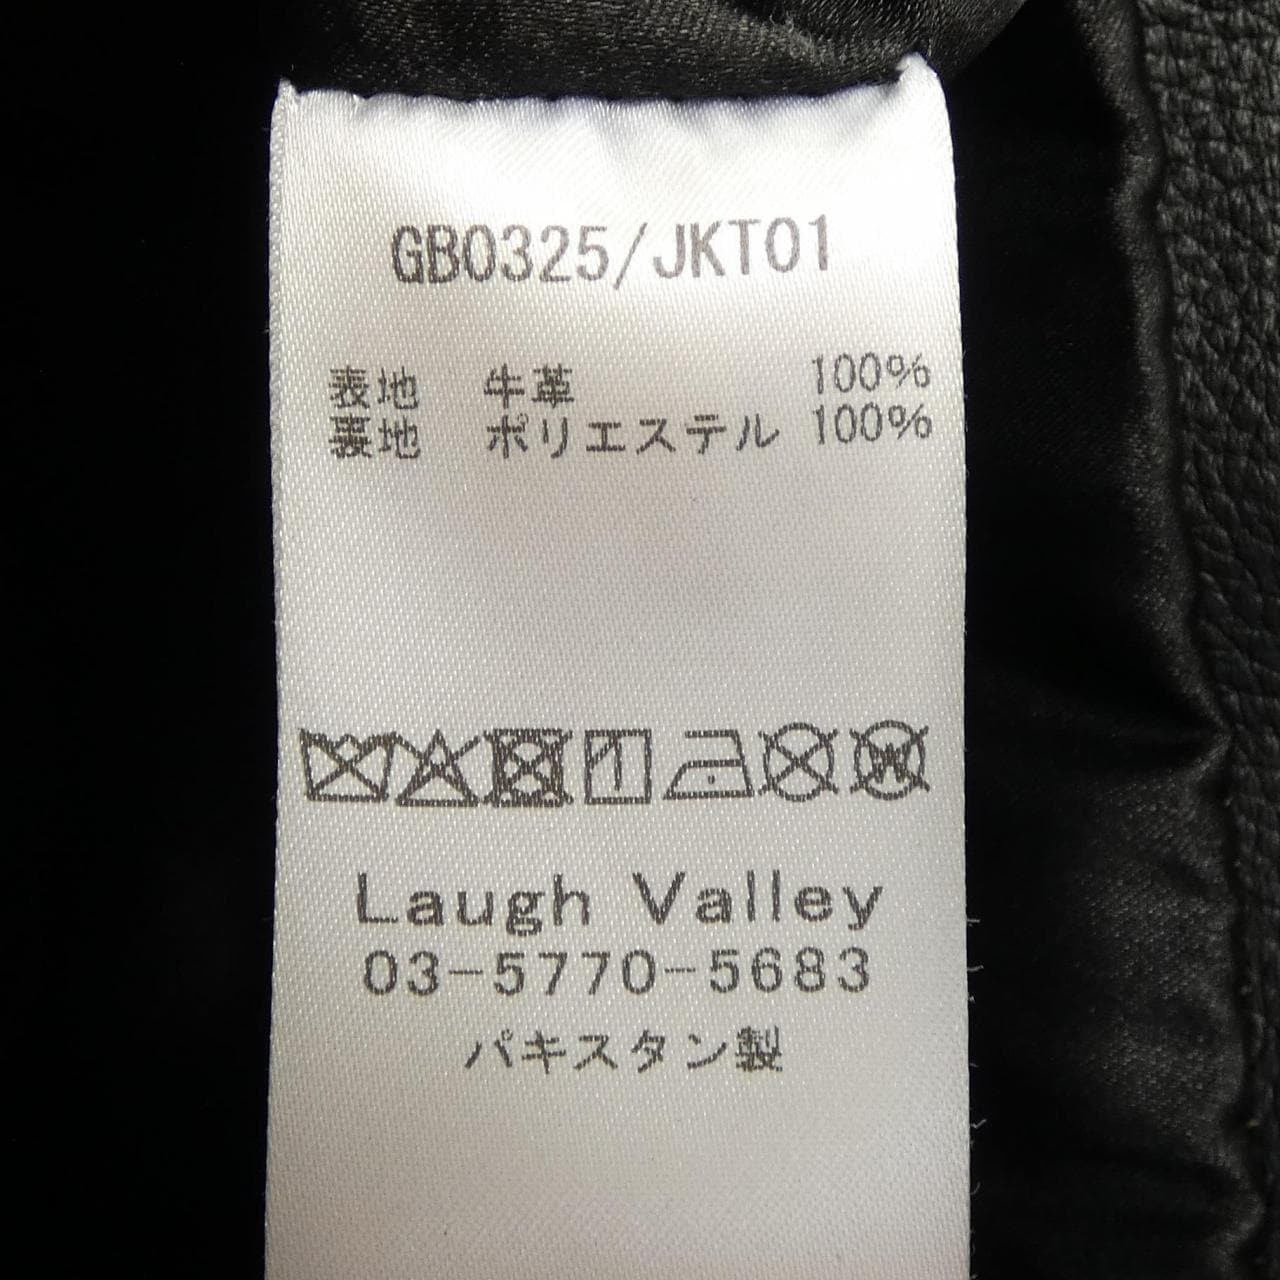 GB0325/JKT01
表地 牛革 100%
裏地 ポリエステル 100%
Laugh Valley
03-5770-5683
パキスタン製